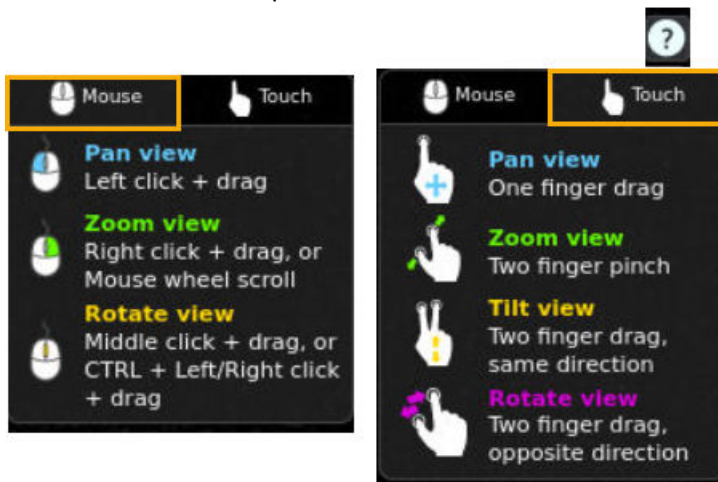 ?
Mouse
Touch
Pan view
Left click + drag
Zoom view
Right click + drag, or
Mouse wheel scroll
Rotate view
Middle click + drag, or
CTRL + Left/Right click
+ drag
Mouse
Touch
Pan view
One finger drag
Zoom view
Two finger pinch
Tilt view
Two finger drag,
same direction
Rotate view
Two finger drag,
opposite direction